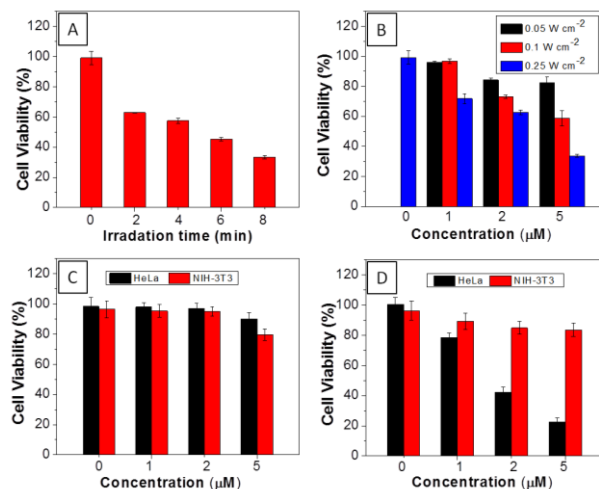 A
Cell Viability (%)
120
100
80
60
40
20
0
0 2 4 6 8
Irradation time (min)
B
0.05 W cm-2
0.1 W cm-2
0.25 W cm-2
Cell Viability (%)
120
100
80
60
40
20
0
0 1 2 5
Concentration (μM)
C
HeLa NIH-3T3
Cell Viability (%)
120
100
80
60
40
20
0
0 1 2 5
Concentration (μM)
D
HeLa NIH-3T3
Cell Viability (%)
120
100
80
60
40
20
0
0 1 2 5
Concentration (μM)